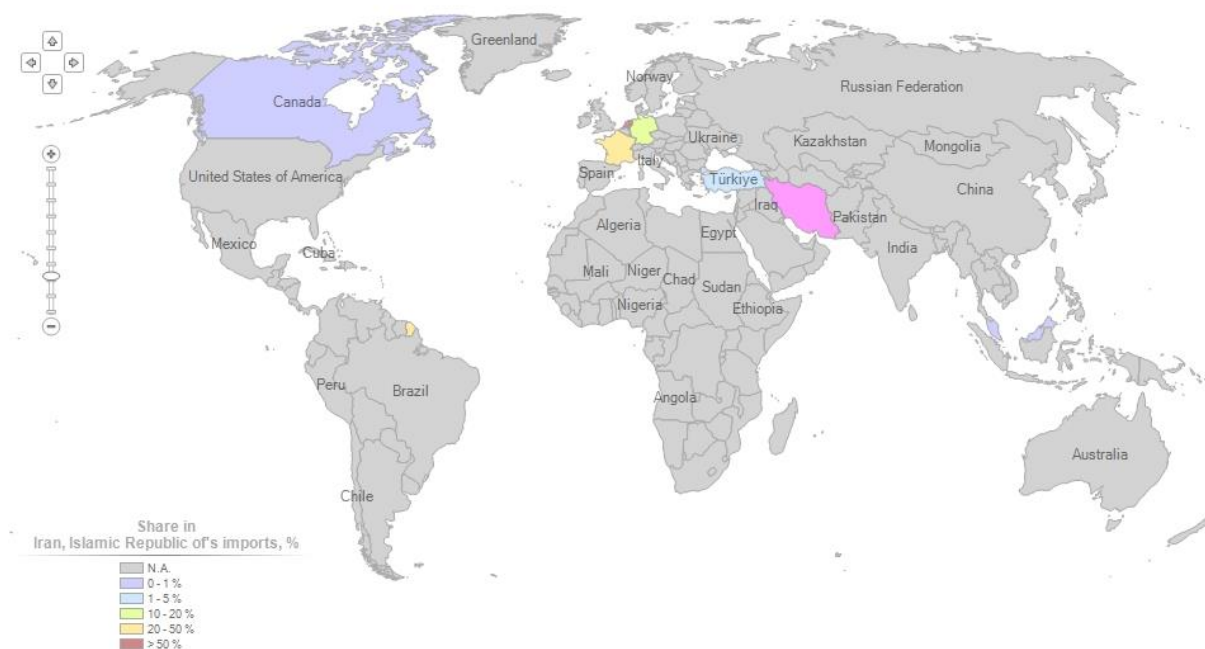 Greenland
Norway
Russian Federation
Canada
Ukraine
Kazakhstan
Mongolia
Italy
United States of America
Spain
Türkiye
China
Iraq
Pakistan
Algeria
Egypt
India
Mexico
Cuba
Mali
Niger
Chad
Sudan
Nigeria
Ethiopia
Peru
Brazil
Angola
Australia
Chile
Share in
Iran, Islamic Republic of's imports, %
N.A.
0 - 1 %
1 - 5 %
10 - 20 %
20 - 50 %
> 50 %